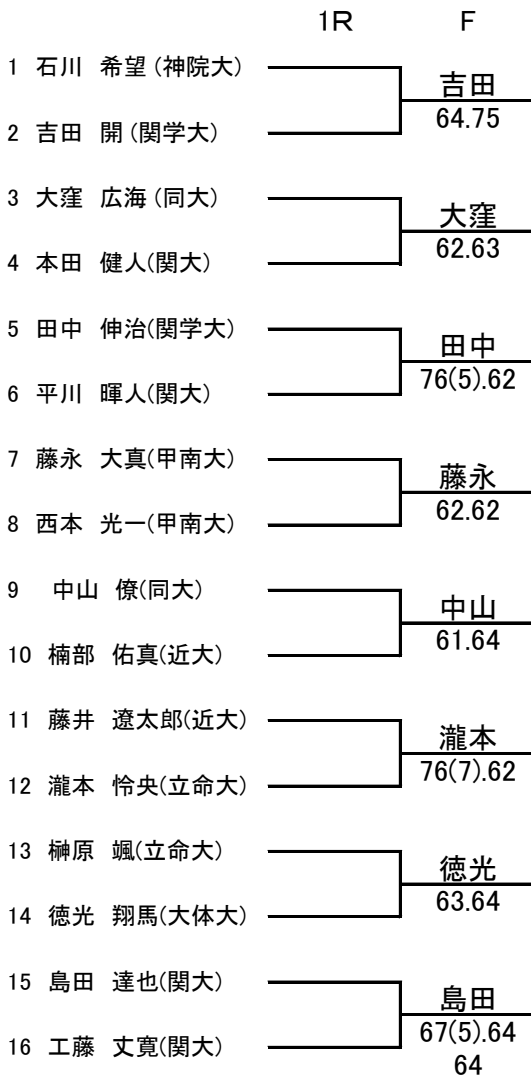 1R F
1 石川 希望 (神院大)
吉田
64.75
2 吉田 開 (関学大)
3 大窪 広海 (同大)
大窪
62.63
4 本田 健人(関大)
5 田中 伸治(関学大)
田中
76(5).62
6 平川 暉人(関大)
7 藤永 大真(甲南大)
藤永
62.62
8 西本 光一(甲南大)
9 中山 僚(同大)
中山
61.64
10 楠部 佑真(近大)
11 藤井 遼太郎(近大)
瀧本
76(7).62
12 瀧本 怜央(立命大)
13 榊原 颯(立命大)
徳光
63.64
14 徳光 翔馬(大体大)
15 島田 達也(関大)
島田
67(5).64
16 工藤 丈寛(関大)
64